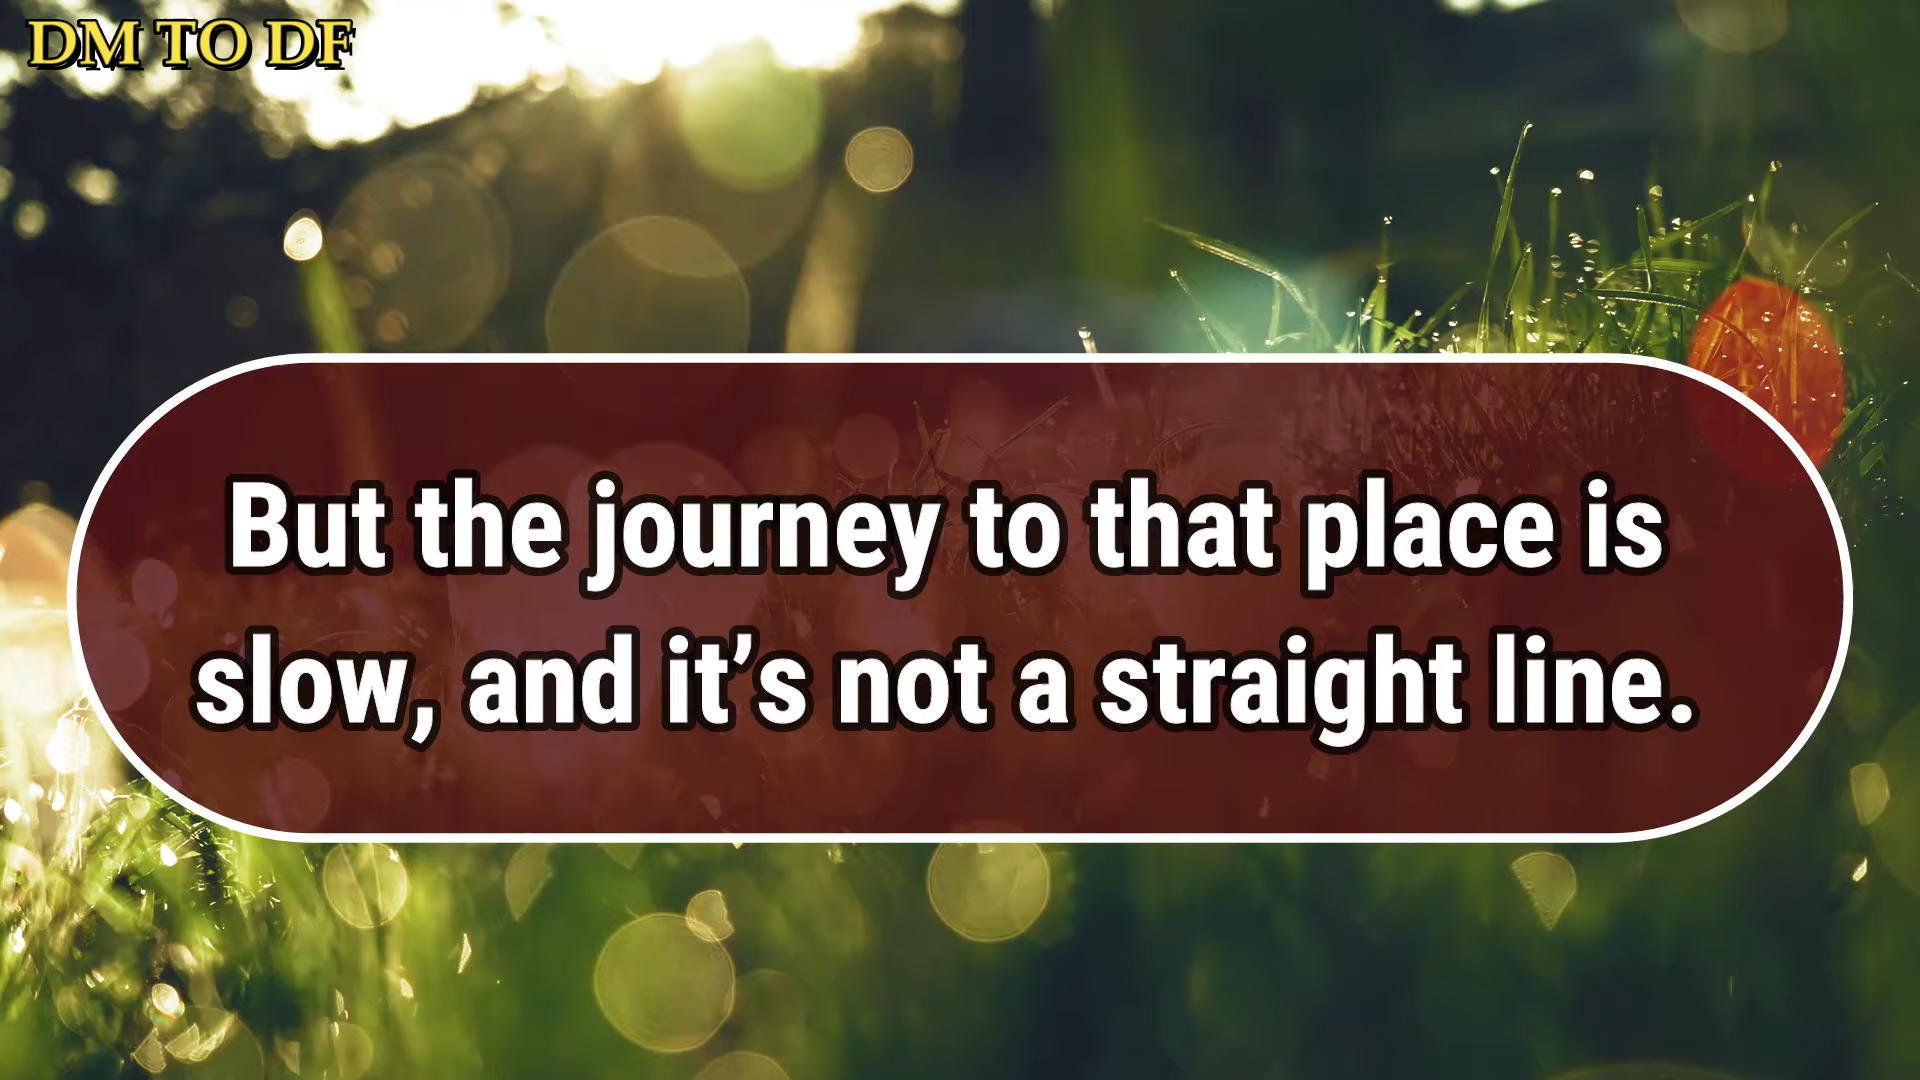 DM TO DF
But the journey to that place is
slow, and it’s not a straight line.